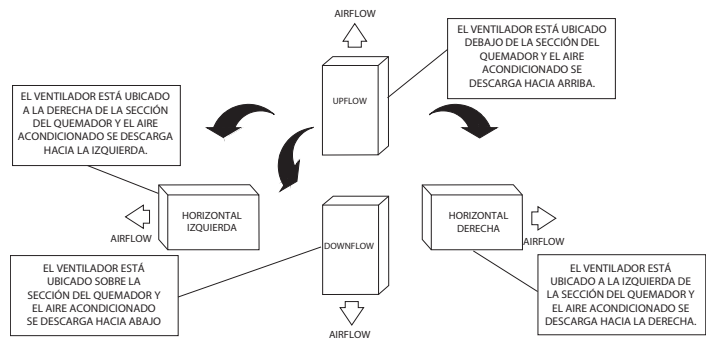 AIRFLOW
EL VENTILADOR ESTÁ UBICADO
DEBAJO DE LA SECCIÓN DEL
QUEMADOR Y EL AIRE
ACONDICIONADO SE
DESCARGA HACIA ARRIBA.
UPFLOW
EL VENTILADOR ESTÁ UBICADO
A LA DERECHA DE LA SECCIÓN
DEL QUEMADOR Y EL AIRE
ACONDICIONADO SE DESCARGA
HACIA LA IZQUIERDA.
HORIZONTAL
IZQUIERDA
AIRFLOW
DOWNFLOW
HORIZONTAL
DERECHA
AIRFLOW
EL VENTILADOR ESTÁ
UBICADO SOBRE LA
SECCIÓN DEL QUEMADOR Y
EL AIRE ACONDICIONADO
SE DESCARGA HACIA ABAJO
EL VENTILADOR ESTÁ
UBICADO A LA IZQUIERDA DE
LA SECCIÓN DEL QUEMADOR Y
EL AIRE ACONDICIONADO SE
DESCARGA HACIA LA DERECHA.
AIRFLOW